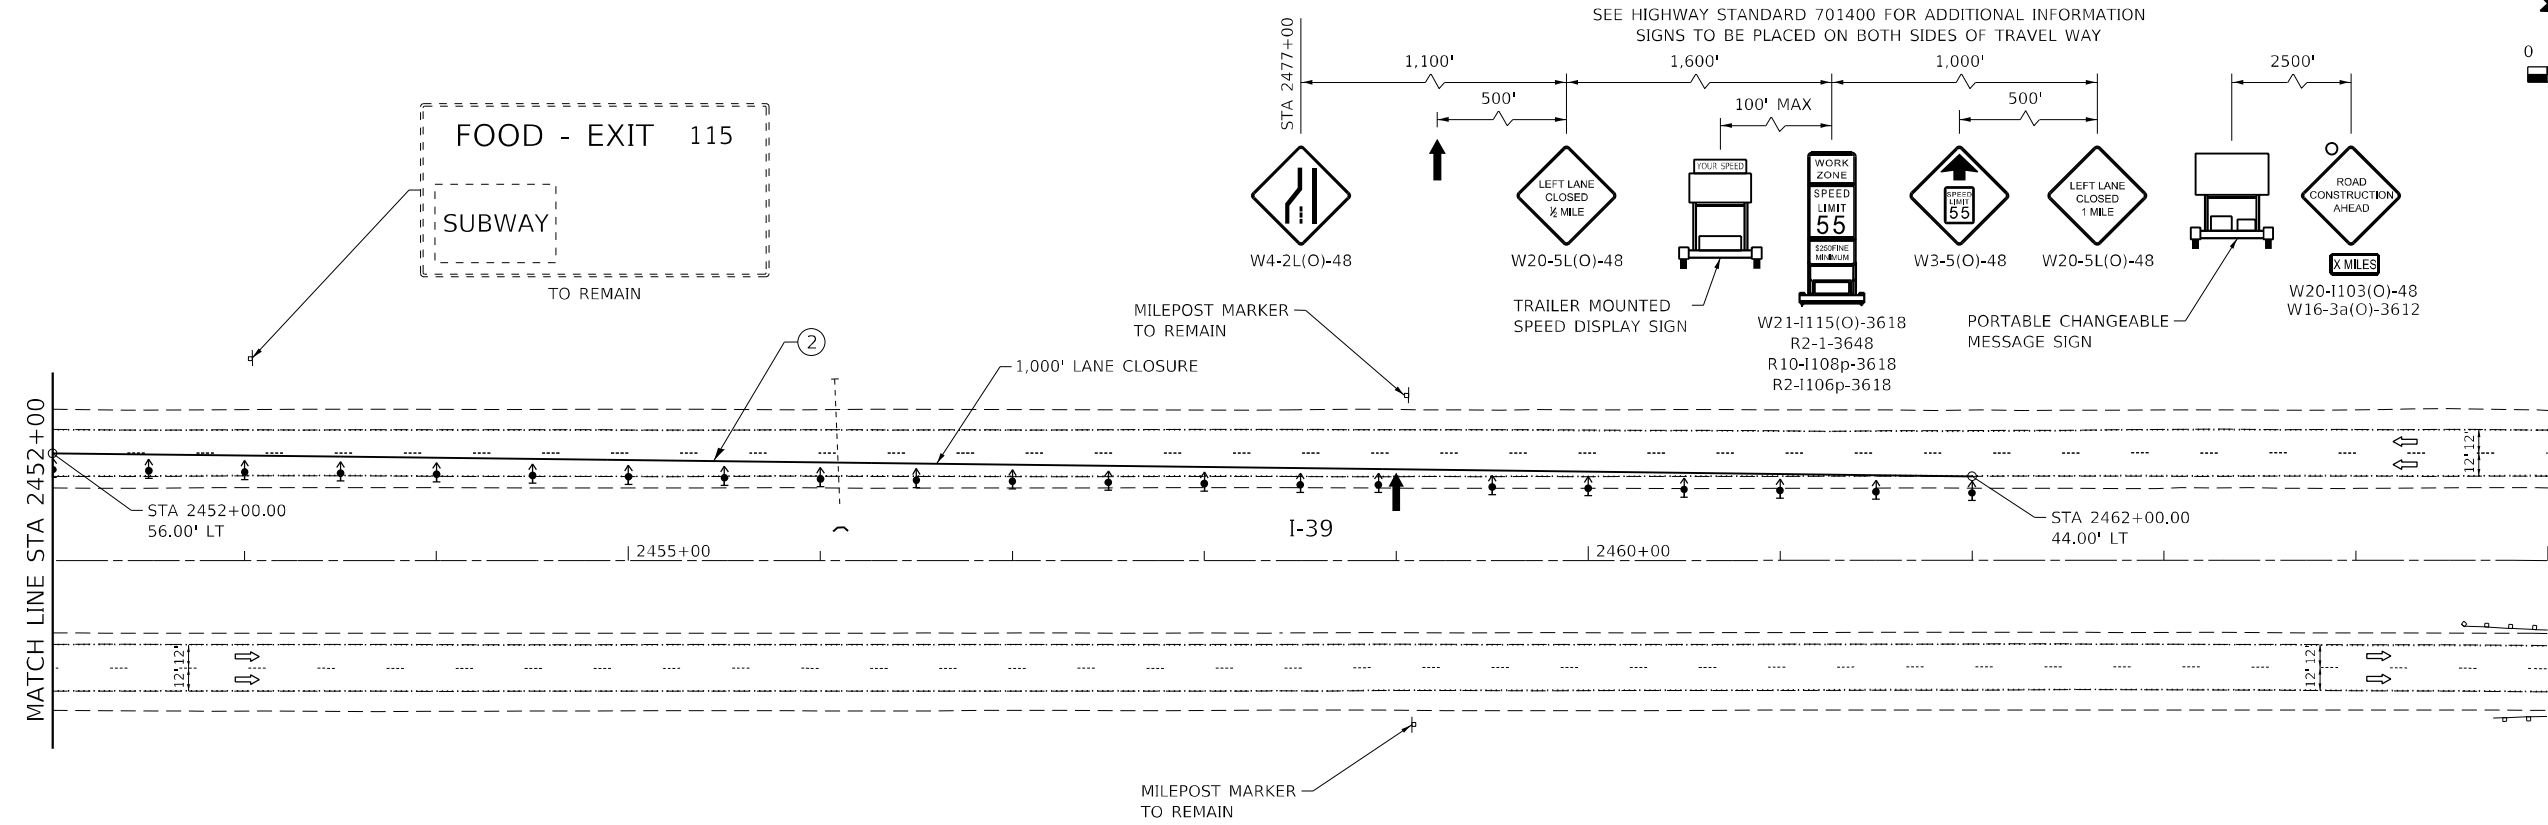 SEE HIGHWAY STANDARD 701400 FOR ADDITIONAL INFORMATION
SIGNS TO BE PLACED ON BOTH SIDES OF TRAVEL WAY
0
STA 2477+00
1,100'
1,600'
1,000'
2500'
500'
100' MAX
500'
FOOD - EXIT 115
SUBWAY
TO REMAIN
W4-2L(O)-48
LEFT LANE
CLOSED
½ MILE
W20-5L(O)-48
YOUR SPEED
TRAILER MOUNTED
SPEED DISPLAY SIGN
WORK
ZONE
SPEED
LIMIT
55
$250FINE
MINIMUM
W21-I115(O)-3618
R2-1-3648
R10-I108p-3618
R2-I106p-3618
SPEED
LIMIT
55
W3-5(O)-48
LEFT LANE
CLOSED
1 MILE
W20-5L(O)-48
PORTABLE CHANGEABLE
MESSAGE SIGN
ROAD
CONSTRUCTION
AHEAD
X MILES
W20-I103(O)-48
W16-3a(O)-3612
MILEPOST MARKER
TO REMAIN
2
1,000' LANE CLOSURE
MATCH LINE STA 2452+00
12' 12'
STA 2452+00.00
56.00' LT
I-39
STA 2462+00.00
44.00' LT
2455+00
2460+00
12' 12'
12' 12'
MILEPOST MARKER
TO REMAIN